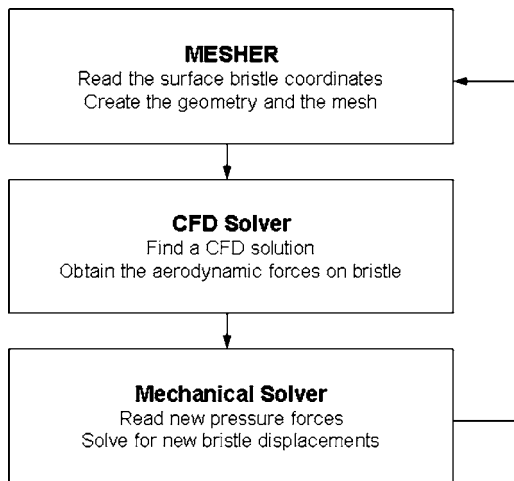 MESHER
Read the surface bristle coordinates
Create the geometry and the mesh
CFD Solver
Find a CFD solution
Obtain the aerodynamic forces on bristle
Mechanical Solver
Read new pressure forces
Solve for new bristle displacements